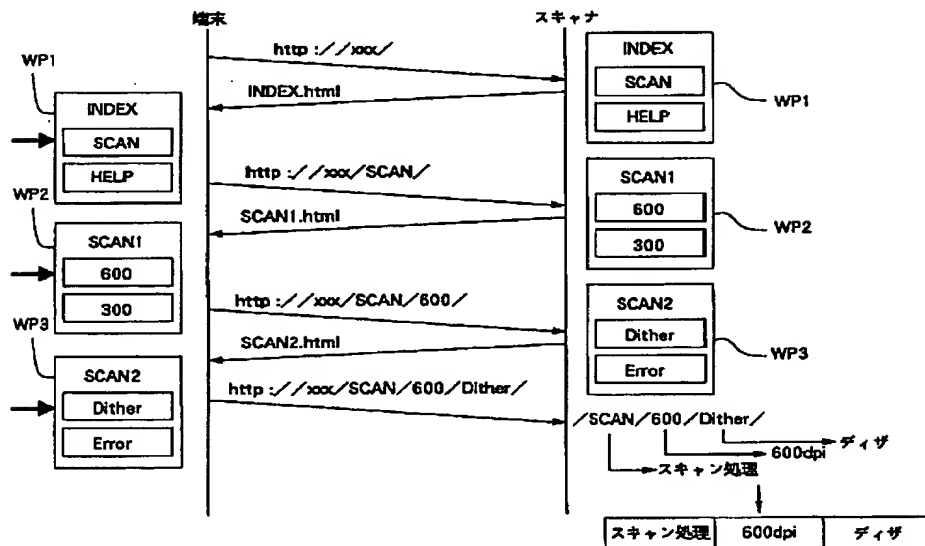 端末
スキャナ
WP1
INDEX
SCAN
HELP
WP2
SCAN1
600
300
WP3
SCAN2
Dither
Error
http://xxx/
INDEX.html
http://xxx/SCAN/
SCAN1.html
http://xxx/SCAN/600/
SCAN2.html
http://xxx/SCAN/600/Dither/
INDEX
SCAN
HELP
WP1
SCAN1
600
300
WP2
SCAN2
Dither
Error
WP3
/SCAN/600/Dither/
ディザ
600dpi
スキャン処理
スキャン処理 600dpi ディザ